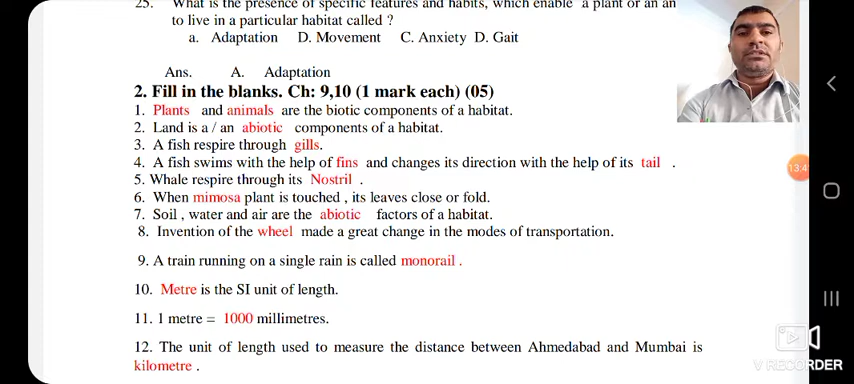 25. What is the presence of specific features and habits, which enable a plant or an an
to live in a particular habitat called ?
a. Adaptation D. Movement C. Anxiety D. Gait
Ans. A. Adaptation
2. Fill in the blanks. Ch: 9,10 (1 mark each) (05)
1. Plants and animals are the biotic components of a habitat.
2. Land is a / an abiotic components of a habitat.
3. A fish respire through gills.
4. A fish swims with the help of fins and changes its direction with the help of its tail .
5. Whale respire through its Nostril .
6. When mimosa plant is touched , its leaves close or fold.
7. Soil , water and air are the abiotic factors of a habitat.
8. Invention of the wheel made a great change in the modes of transportation.
9. A train running on a single rain is called monorail .
10. Metre is the SI unit of length.
11. 1 metre = 1000 millimetres.
12. The unit of length used to measure the distance between Ahmedabad and Mumbai is
kilometre .
13:4
V RECORDER